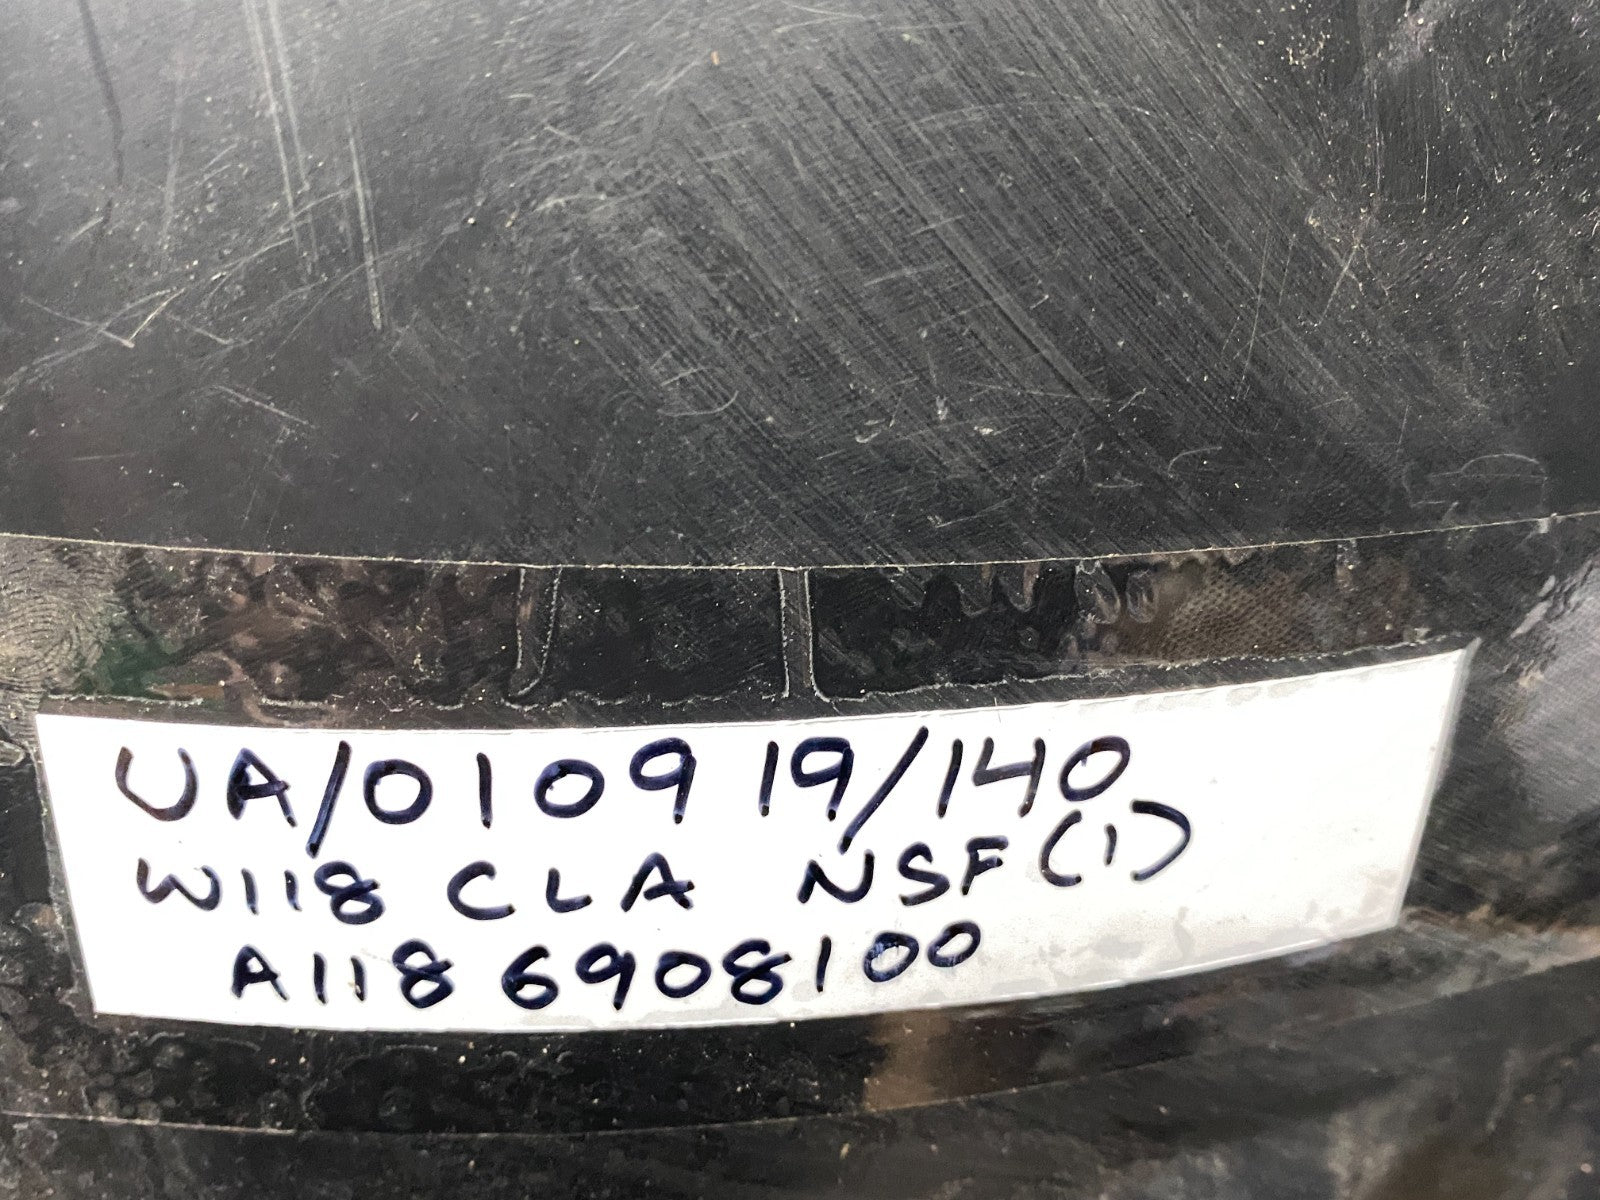 UA/0109 19/140
W118 CLA NSF (1)
A118 6908100